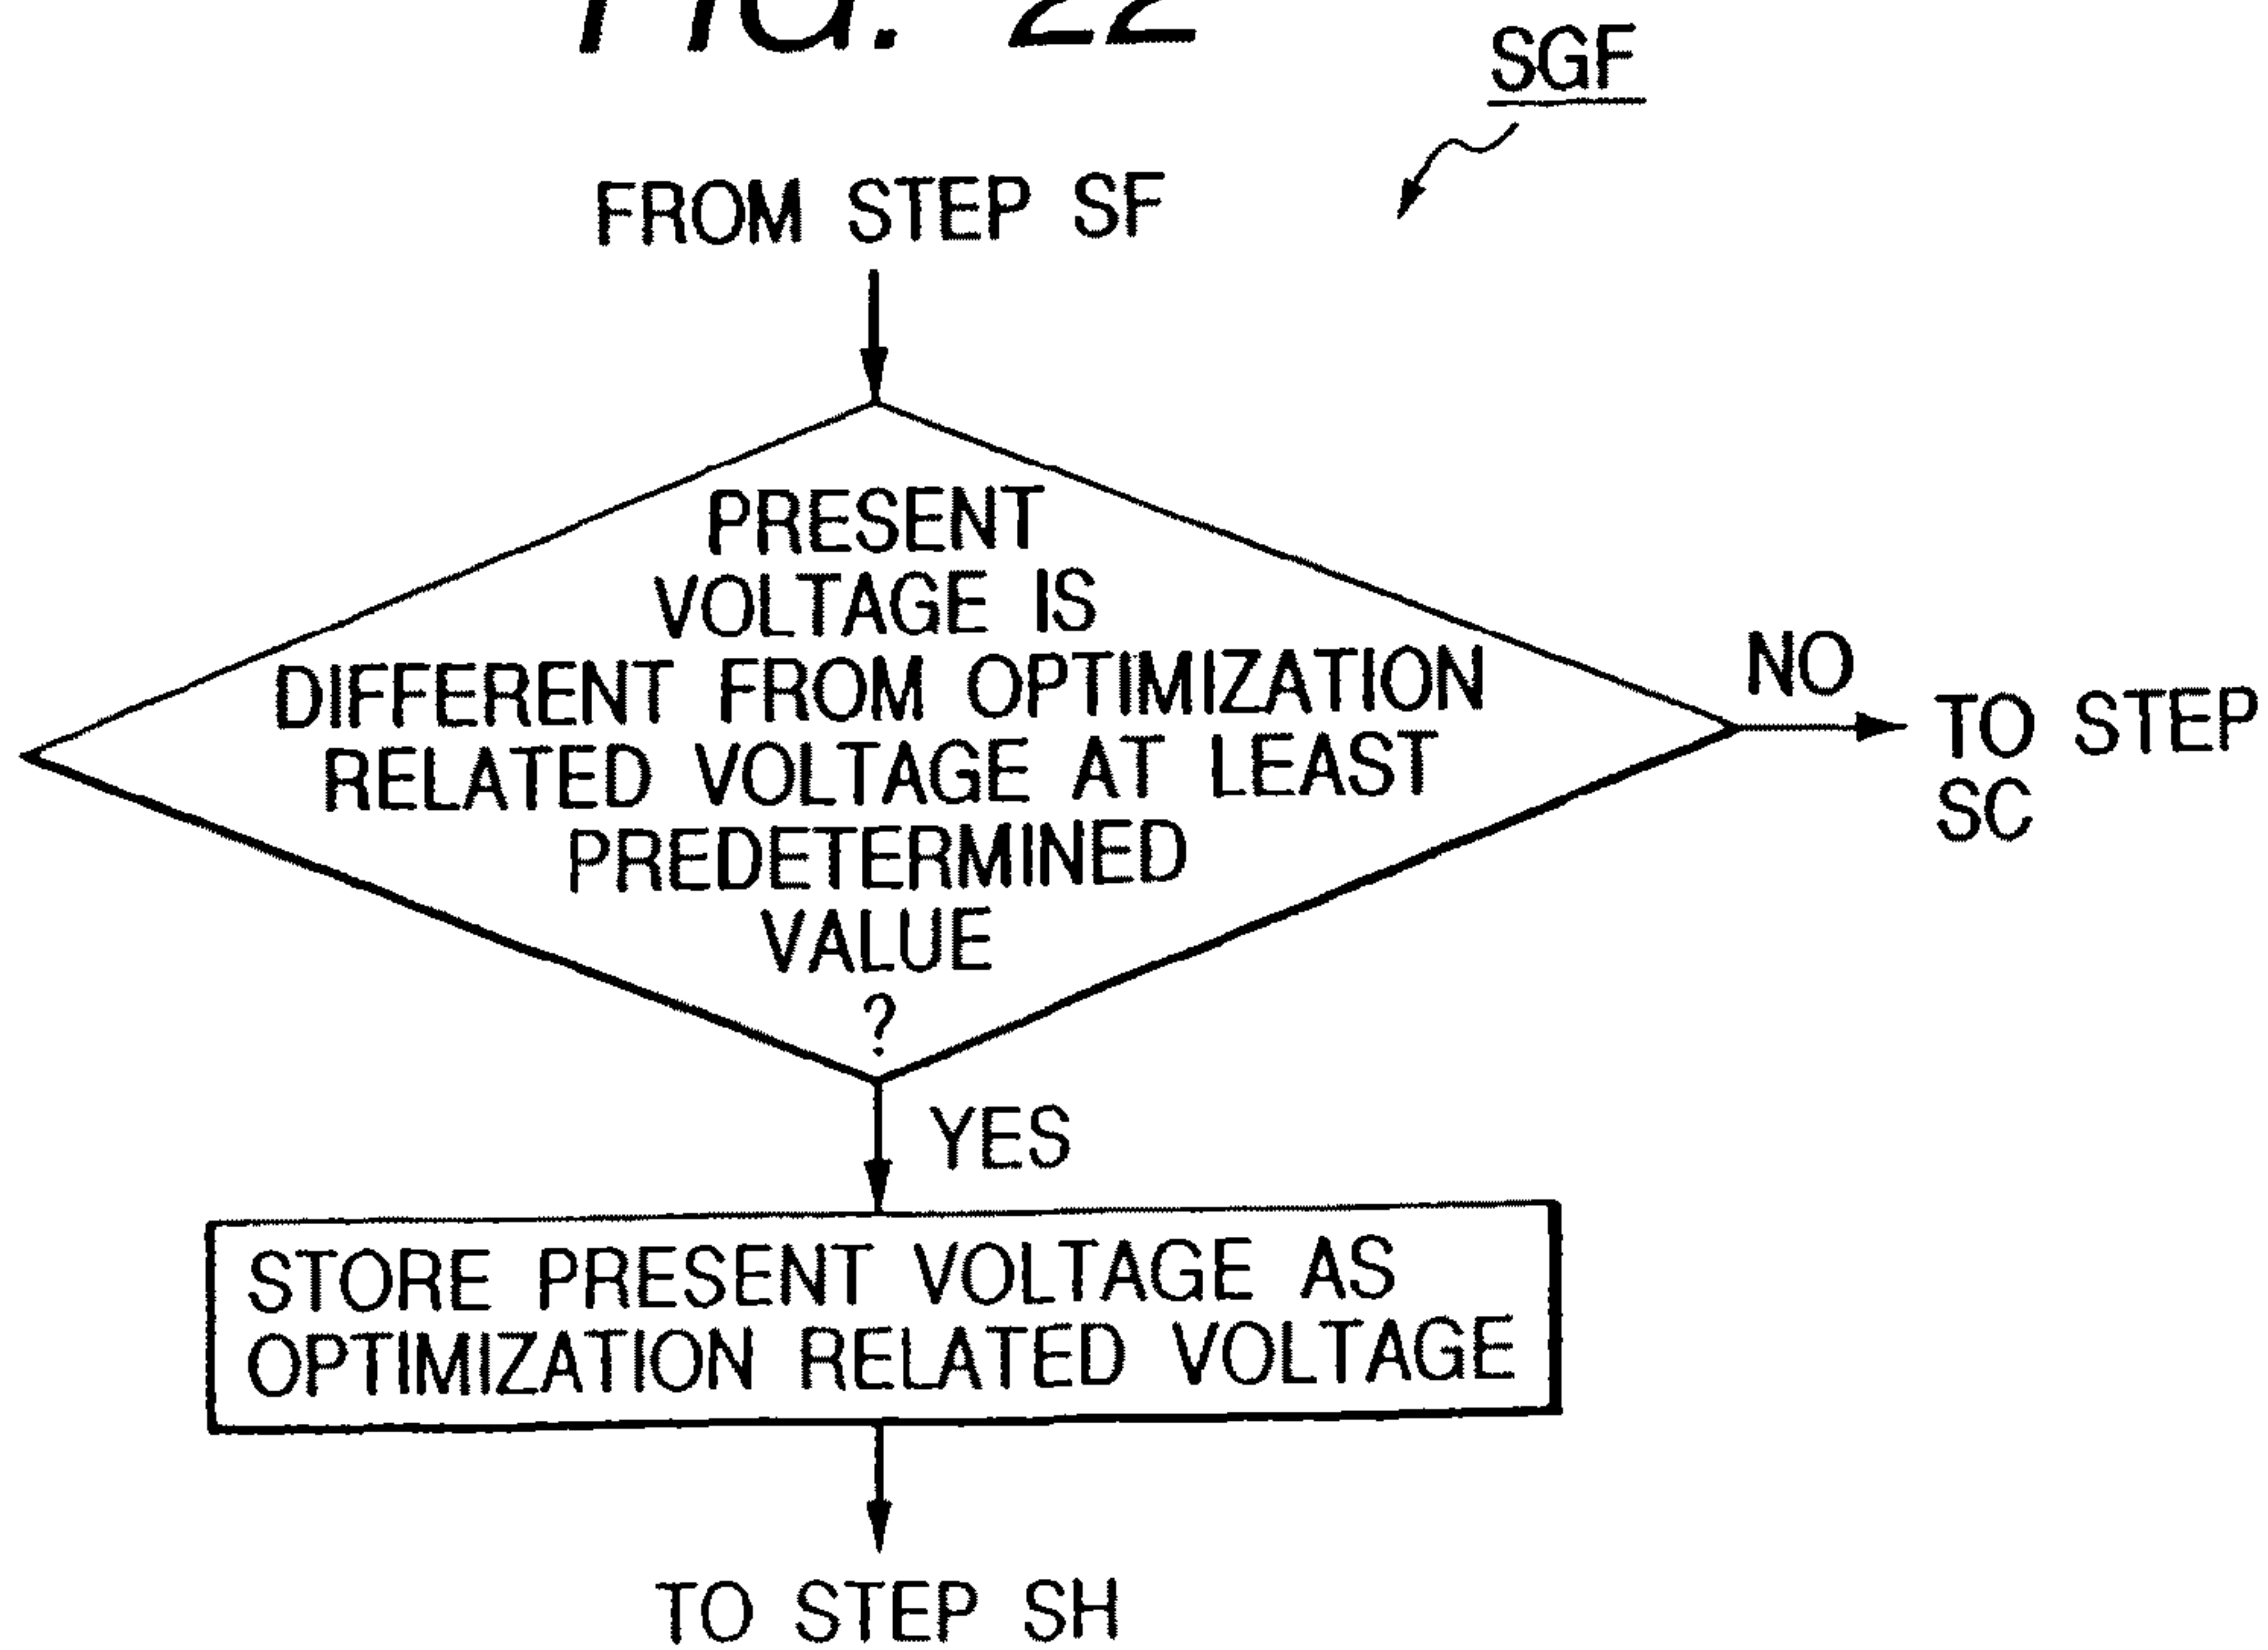 FIG. 22
SGF
FROM STEP SF
PRESENT
VOLTAGE IS
DIFFERENT FROM OPTIMIZATION
RELATED VOLTAGE AT LEAST
PREDETERMINED
VALUE
?
NO
TO STEP
SC
YES
STORE PRESENT VOLTAGE AS
OPTIMIZATION RELATED VOLTAGE
TO STEP SH